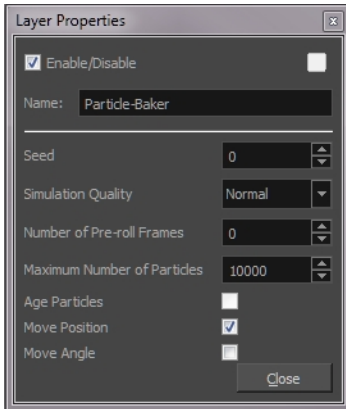 Layer Properties
Enable/Disable
Name: Particle-Baker
Seed 0
Simulation Quality Normal
Number of Pre-roll Frames 0
Maximum Number of Particles 10000
Age Particles
Move Position
Move Angle
Close